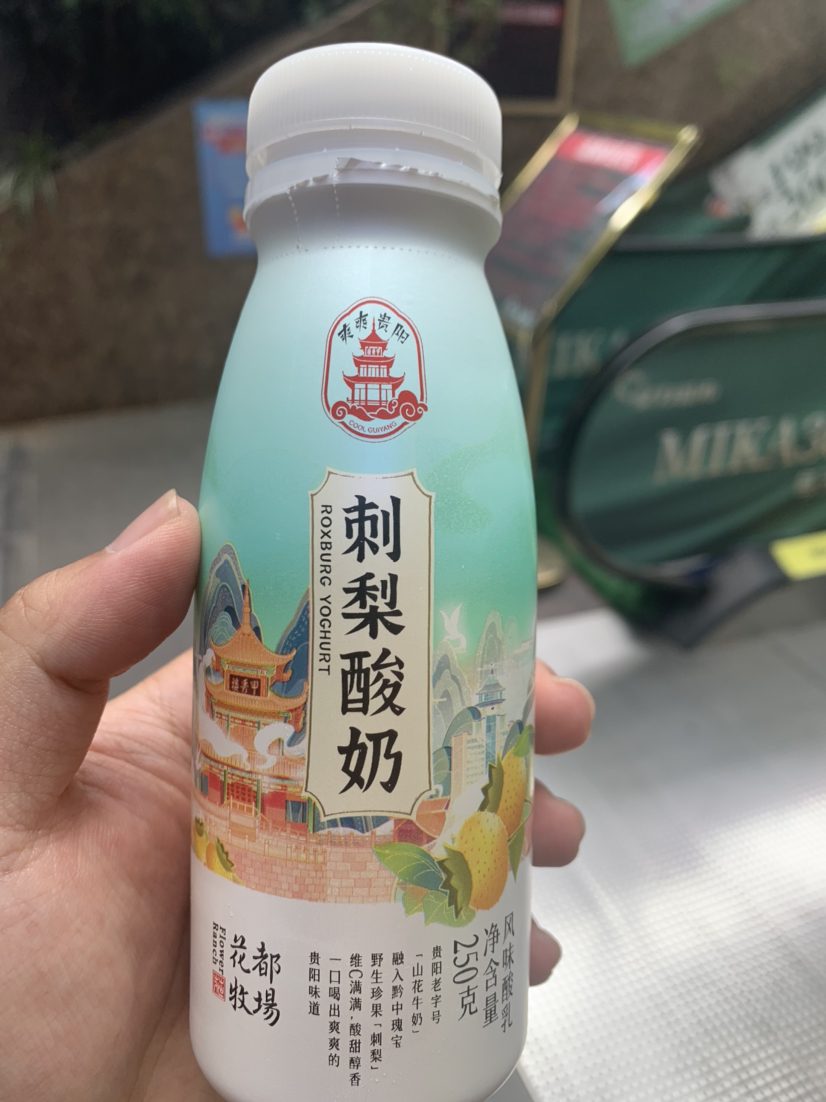 爽爽贵阳
COOL GUIYANG
刺梨酸奶
ROXBURG YOGHURT
甲秀楼
风味酸乳
净含量
250克
贵阳老字号
「山花牛奶」
融入黔中瑰宝
野生珍果「刺梨」
维C满满，酸甜醇香
一口喝出爽爽的
贵阳味道
花都牧場
Flower Ranch
MIKA